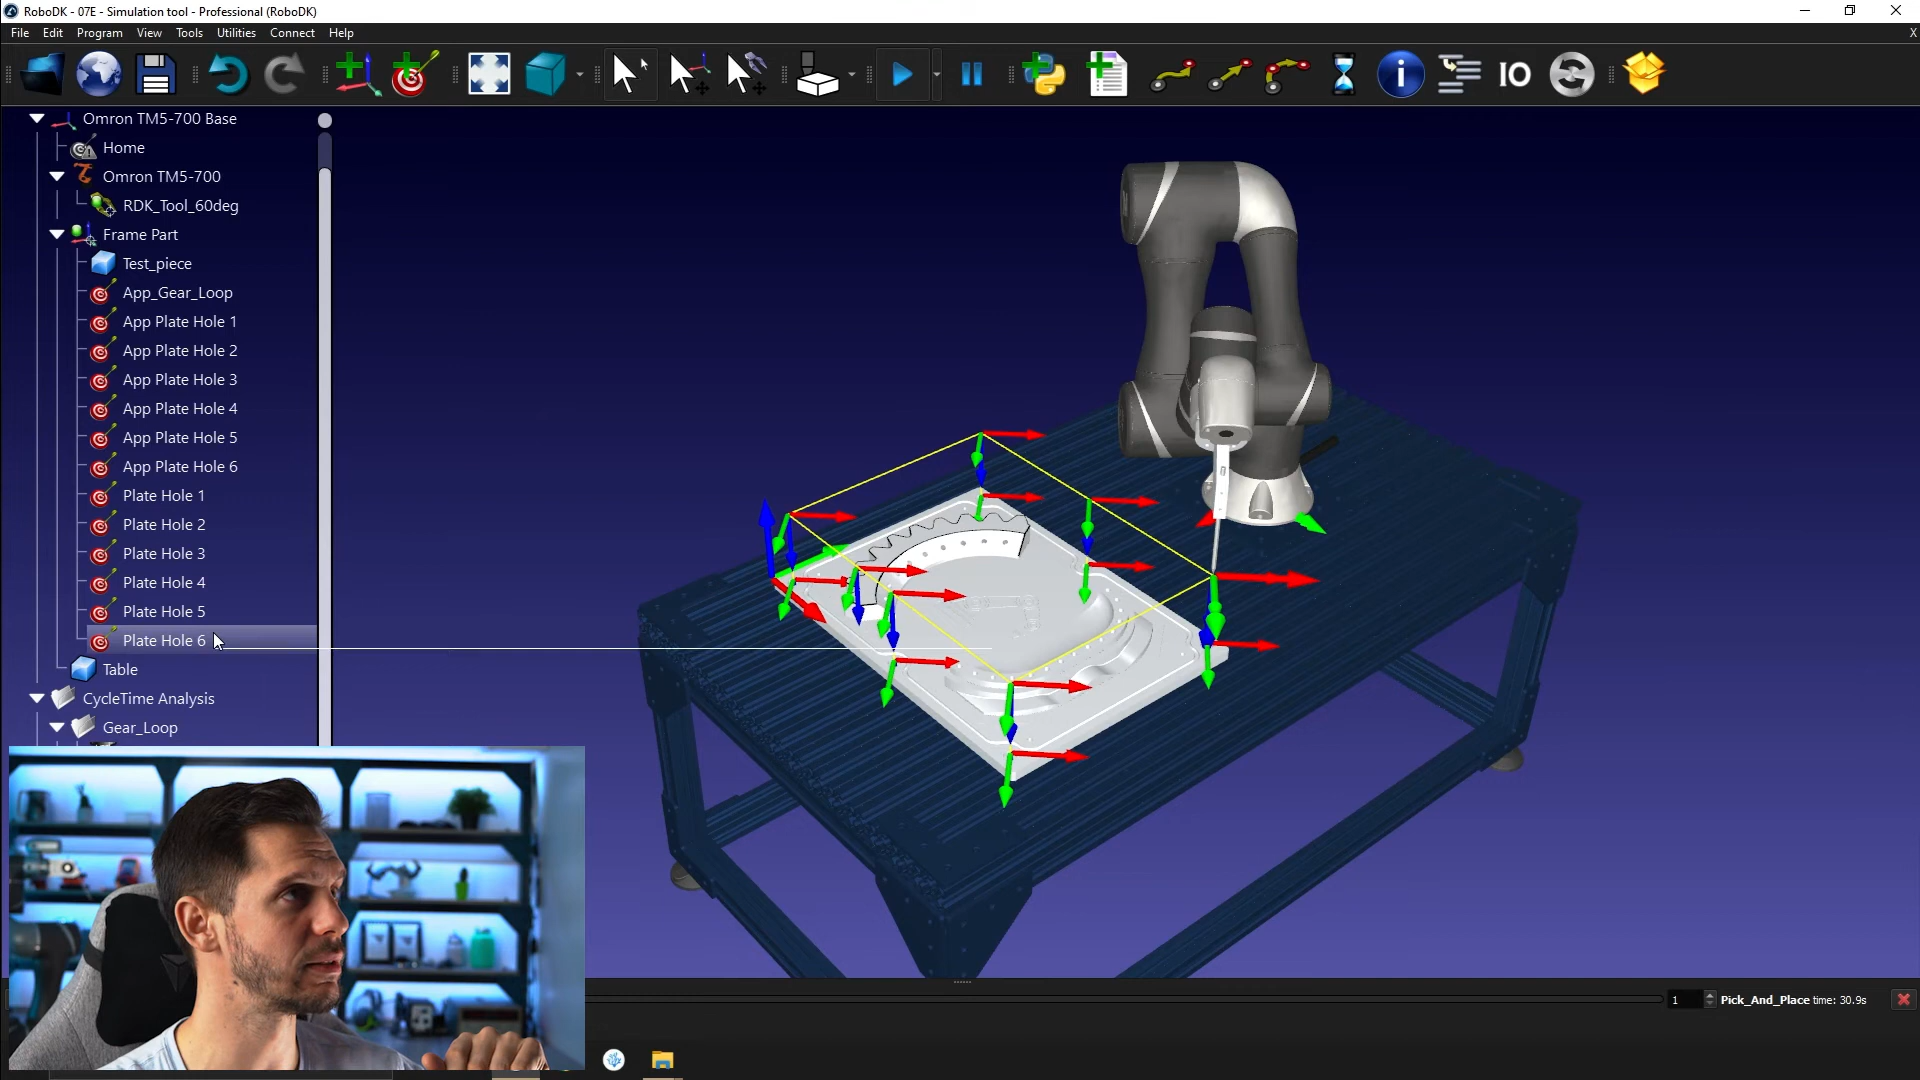 RoboDK - 07E - Simulation tool - Professional (RoboDK)
File Edit Program View Tools Utilities Connect Help X
IO
Omron TM5-700 Base
Home
Omron TM5-700
RDK_Tool_60deg
Frame Part
Test_piece
App_Gear_Loop
App Plate Hole 1
App Plate Hole 2
App Plate Hole 3
App Plate Hole 4
App Plate Hole 5
App Plate Hole 6
Plate Hole 1
Plate Hole 2
Plate Hole 3
Plate Hole 4
Plate Hole 5
Plate Hole 6
Table
CycleTime Analysis
Gear_Loop
1 Pick_And_Place time: 30.9s